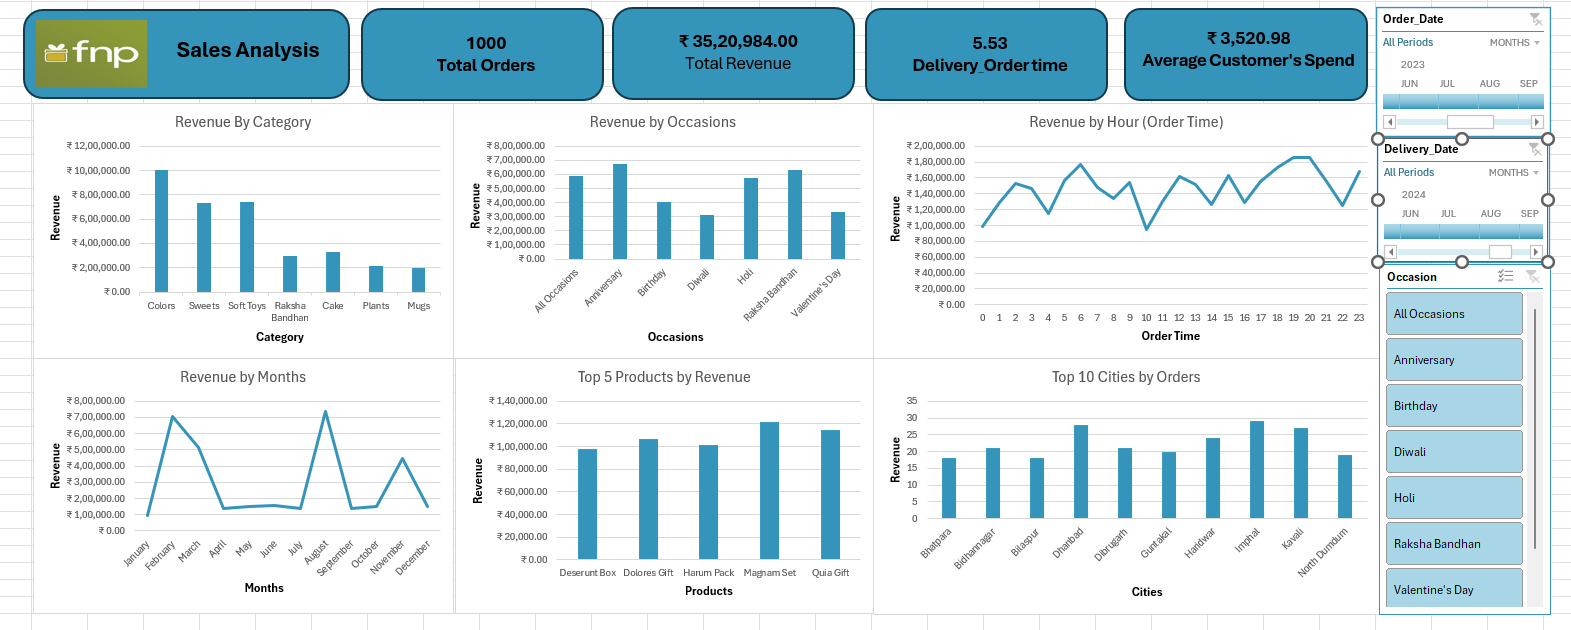 fnp
Sales Analysis
1000
Total Orders
₹ 35,20,984.00
Total Revenue
5.53
Delivery_Order time
₹ 3,520.98
Average Customer's Spend
Order_Date
All Periods
MONTHS
2023
JUN JUL AUG SEP
Delivery_Date
All Periods
MONTHS
2024
JUN JUL AUG SEP
Occasion
All Occasions
Anniversary
Birthday
Diwali
Holi
Raksha Bandhan
Valentine's Day
Revenue By Category
Revenue
₹ 12,00,000.00
₹ 10,00,000.00
₹ 8,00,000.00
₹ 6,00,000.00
₹ 4,00,000.00
₹ 2,00,000.00
₹ 0.00
Colors Sweets Soft Toys Raksha Bandhan Cake Plants Mugs
Category
Revenue by Occasions
Revenue
₹ 8,00,000.00
₹ 7,00,000.00
₹ 6,00,000.00
₹ 5,00,000.00
₹ 4,00,000.00
₹ 3,00,000.00
₹ 2,00,000.00
₹ 1,00,000.00
₹ 0.00
All Occasions Anniversary Birthday Diwali Holi Raksha Bandhan Valentine's Day
Occasions
Revenue by Hour (Order Time)
Revenue
₹ 2,00,000.00
₹ 1,80,000.00
₹ 1,60,000.00
₹ 1,40,000.00
₹ 1,20,000.00
₹ 1,00,000.00
₹ 80,000.00
₹ 60,000.00
₹ 40,000.00
₹ 20,000.00
₹ 0.00
0 1 2 3 4 5 6 7 8 9 10 11 12 13 14 15 16 17 18 19 20 21 22 23
Order Time
Revenue by Months
Revenue
₹ 8,00,000.00
₹ 7,00,000.00
₹ 6,00,000.00
₹ 5,00,000.00
₹ 4,00,000.00
₹ 3,00,000.00
₹ 2,00,000.00
₹ 1,00,000.00
₹ 0.00
January February March April May June July August September October November December
Months
Top 5 Products by Revenue
Revenue
₹ 1,40,000.00
₹ 1,20,000.00
₹ 1,00,000.00
₹ 80,000.00
₹ 60,000.00
₹ 40,000.00
₹ 20,000.00
₹ 0.00
Deserunt Box Dolores Gift Harum Pack Magnam Set Quia Gift
Products
Top 10 Cities by Orders
Revenue
35
30
25
20
15
10
5
0
Bhatpara Bidhannagar Bilaspur Dhanbad Dibrugarh Guntakal Haridwar Imphal Kavali North Dumdum
Cities